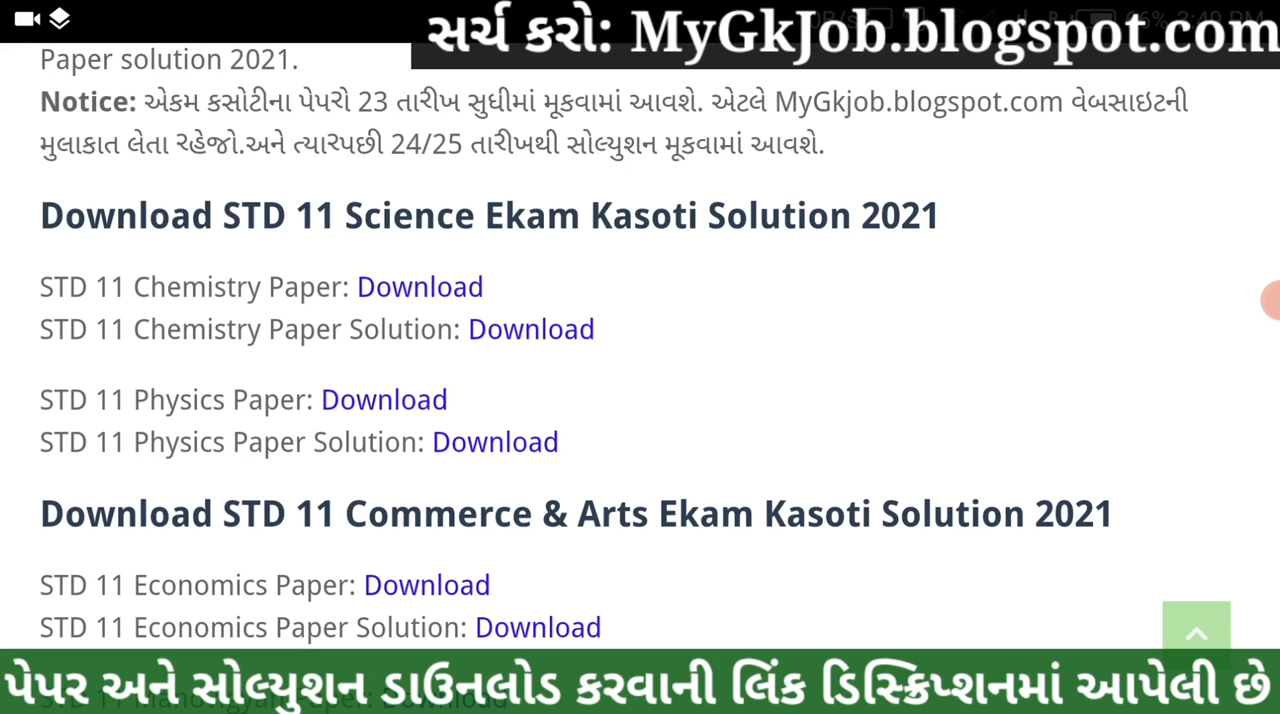 સર્ચ કરો: MyGkJob.blogspot.com
Paper solution 2021.
Notice: એકમ કસોટીના પેપરો 23 તારીખ સુધીમાં મૂકવામાં આવશે. એટલે MyGkjob.blogspot.com વેબસાઇટની
મુલાકાત લેતા રહેજો.અને ત્યારપછી 24/25 તારીખથી સોલ્યુશન મૂકવામાં આવશે.
Download STD 11 Science Ekam Kasoti Solution 2021
STD 11 Chemistry Paper: Download
STD 11 Chemistry Paper Solution: Download
STD 11 Physics Paper: Download
STD 11 Physics Paper Solution: Download
Download STD 11 Commerce & Arts Ekam Kasoti Solution 2021
STD 11 Economics Paper: Download
STD 11 Economics Paper Solution: Download
પેપર અને સોલ્યુશન ડાઉનલોડ કરવાની લિંક ડિસ્ક્રિપ્શનમાં આપેલી છે